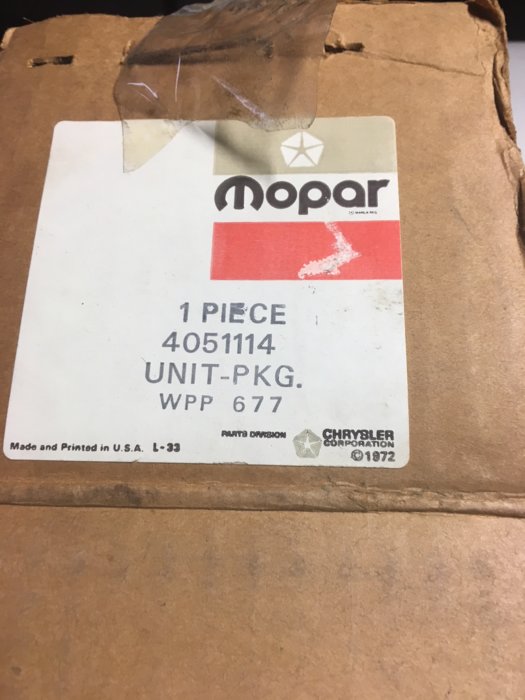 Mopar
1 PIECE
4051114
UNIT-PKG.
WPP 677
PARTS DIVISION
CHRYSLER
CORPORATION
©1972
Made and Printed in U.S.A. L-33